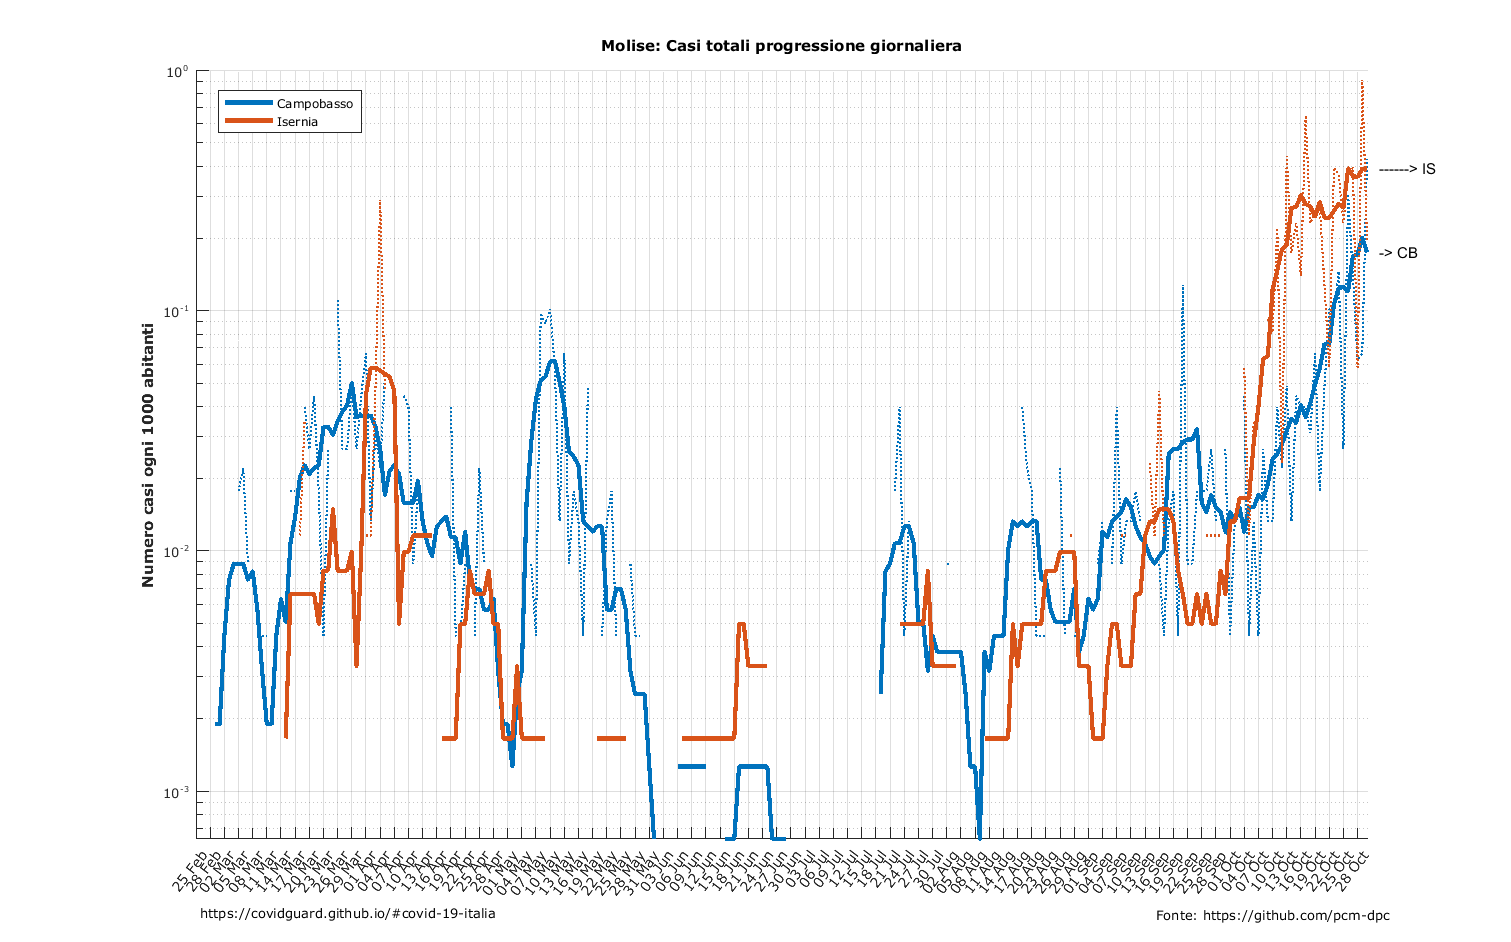 Molise: Casi totali progressione giornaliera
10^0
10^-1
10^-2
10^-3
Numero casi ogni 1000 abitanti
Campobasso
Isernia
------> IS
-> CB
25 Feb
28 Feb
02 Mar
05 Mar
08 Mar
11 Mar
14 Mar
17 Mar
20 Mar
23 Mar
26 Mar
29 Mar
01 Apr
04 Apr
07 Apr
10 Apr
13 Apr
16 Apr
19 Apr
22 Apr
25 Apr
28 Apr
01 May
04 May
07 May
10 May
13 May
16 May
19 May
22 May
25 May
28 May
31 May
03 Jun
06 Jun
09 Jun
12 Jun
15 Jun
18 Jun
21 Jun
24 Jun
27 Jun
30 Jun
03 Jul
06 Jul
09 Jul
12 Jul
15 Jul
18 Jul
21 Jul
24 Jul
27 Jul
30 Jul
02 Aug
05 Aug
08 Aug
11 Aug
14 Aug
17 Aug
20 Aug
23 Aug
26 Aug
29 Aug
01 Sep
04 Sep
07 Sep
10 Sep
13 Sep
16 Sep
19 Sep
22 Sep
25 Sep
28 Sep
01 Oct
04 Oct
07 Oct
10 Oct
13 Oct
16 Oct
19 Oct
22 Oct
25 Oct
28 Oct
https://covidguard.github.io/#covid-19-italia
Fonte: https://github.com/pcm-dpc